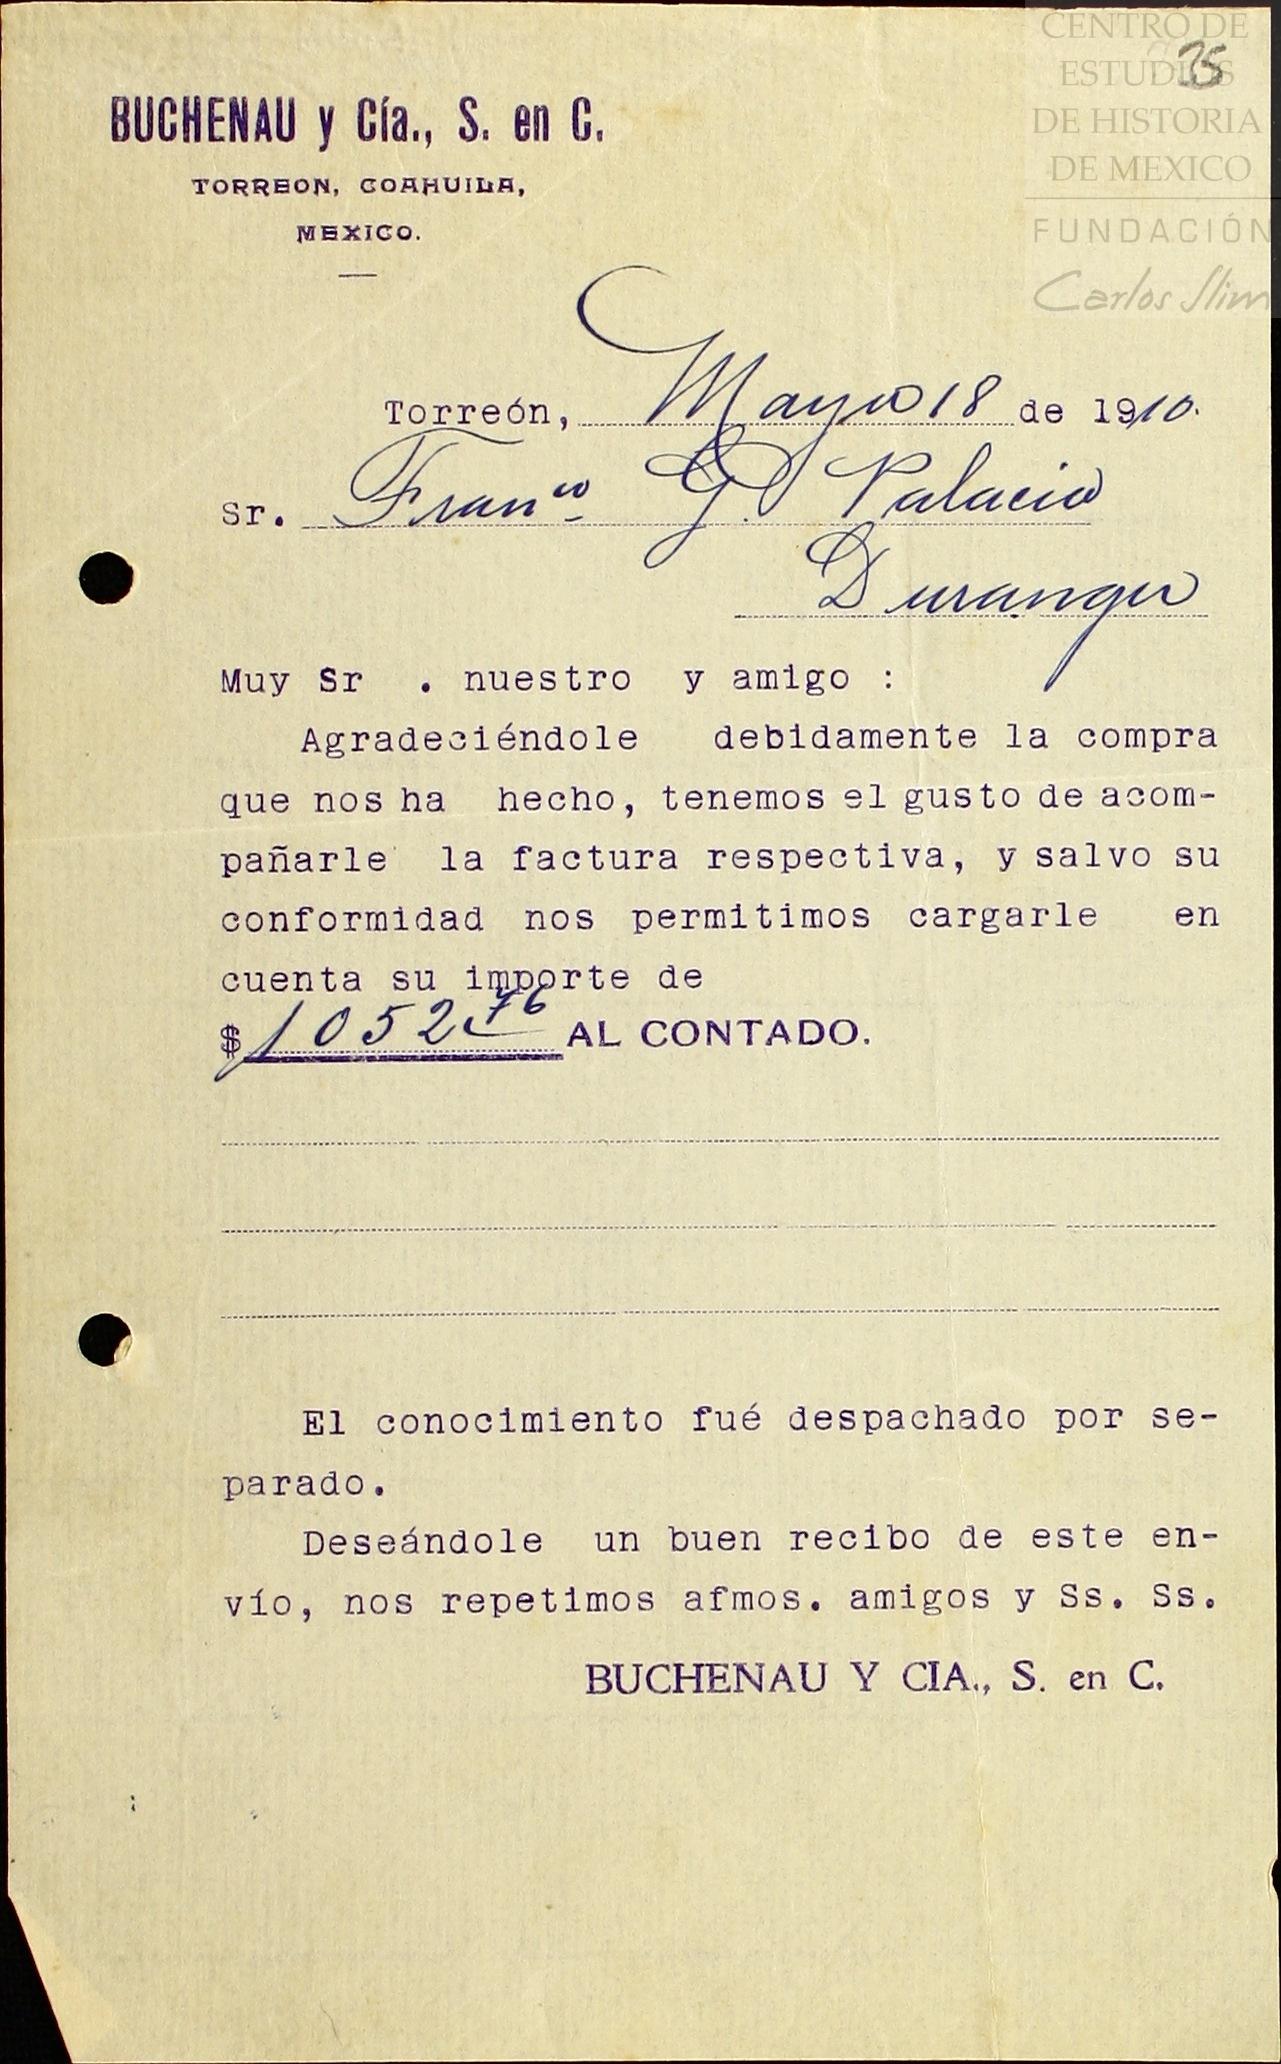 CENTRO DE
ESTUDIOS
DE HISTORIA
DE MEXICO
FUNDACIÓN
Carlos Slim
35
BUCHENAU y Cía., S. en C.
TORREON, COAHUILA,
MEXICO.
Torreón, Mayo 18 de 1910.
Sr. Franco. G. Palacio
Durango
Muy Sr . nuestro y amigo :
Agradeciéndole debidamente la compra
que nos ha hecho, tenemos el gusto de acom-
pañarle la factura respectiva, y salvo su
conformidad nos permitimos cargarle en
cuenta su importe de
$ 1052.76 AL CONTADO.
El conocimiento fué despachado por se-
parado.
Deseándole un buen recibo de este en-
vío, nos repetimos afmos. amigos y Ss. Ss.
BUCHENAU Y CIA., S. en C.